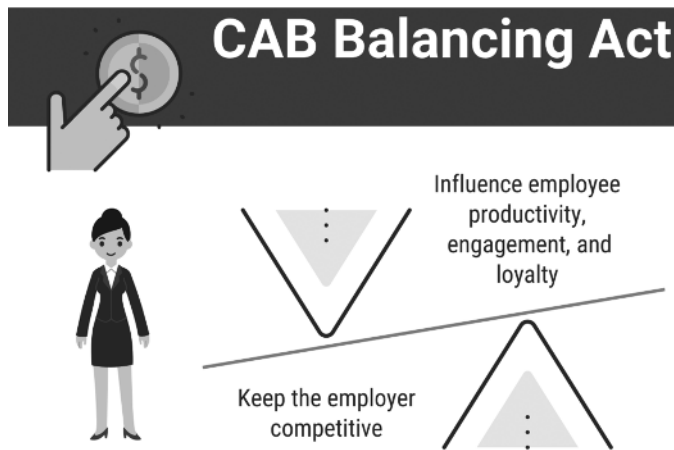 CAB Balancing Act
$
Influence employee
productivity,
engagement, and
loyalty
Keep the employer
competitive